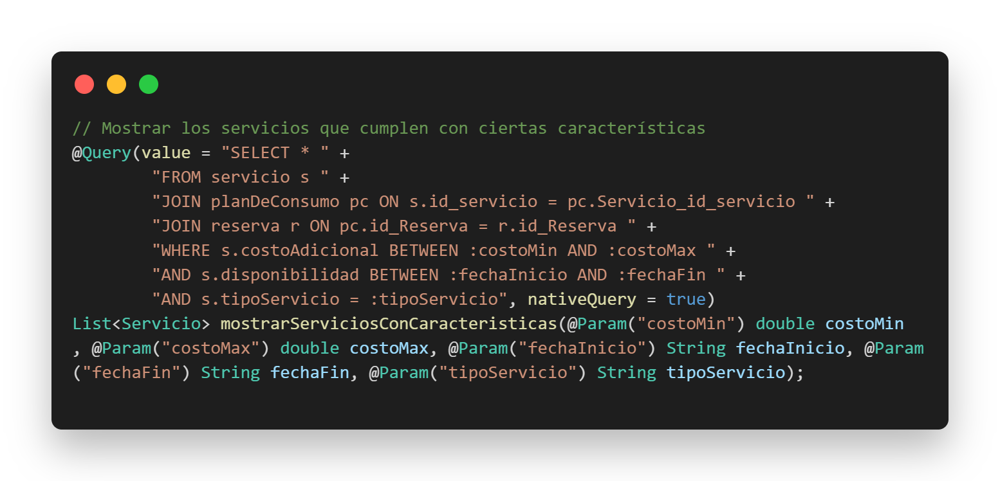 // Mostrar los servicios que cumplen con ciertas características
@Query(value = "SELECT * " +
        "FROM servicio s " +
        "JOIN planDeConsumo pc ON s.id_servicio = pc.Servicio_id_servicio " +
        "JOIN reserva r ON pc.id_Reserva = r.id_Reserva " +
        "WHERE s.costoAdicional BETWEEN :costoMin AND :costoMax " +
        "AND s.disponibilidad BETWEEN :fechaInicio AND :fechaFin " +
        "AND s.tipoServicio = :tipoServicio", nativeQuery = true)
List<Servicio> mostrarServiciosConCaracteristicas(@Param("costoMin") double costoMin
, @Param("costoMax") double costoMax, @Param("fechaInicio") String fechaInicio, @Param
("fechaFin") String fechaFin, @Param("tipoServicio") String tipoServicio);